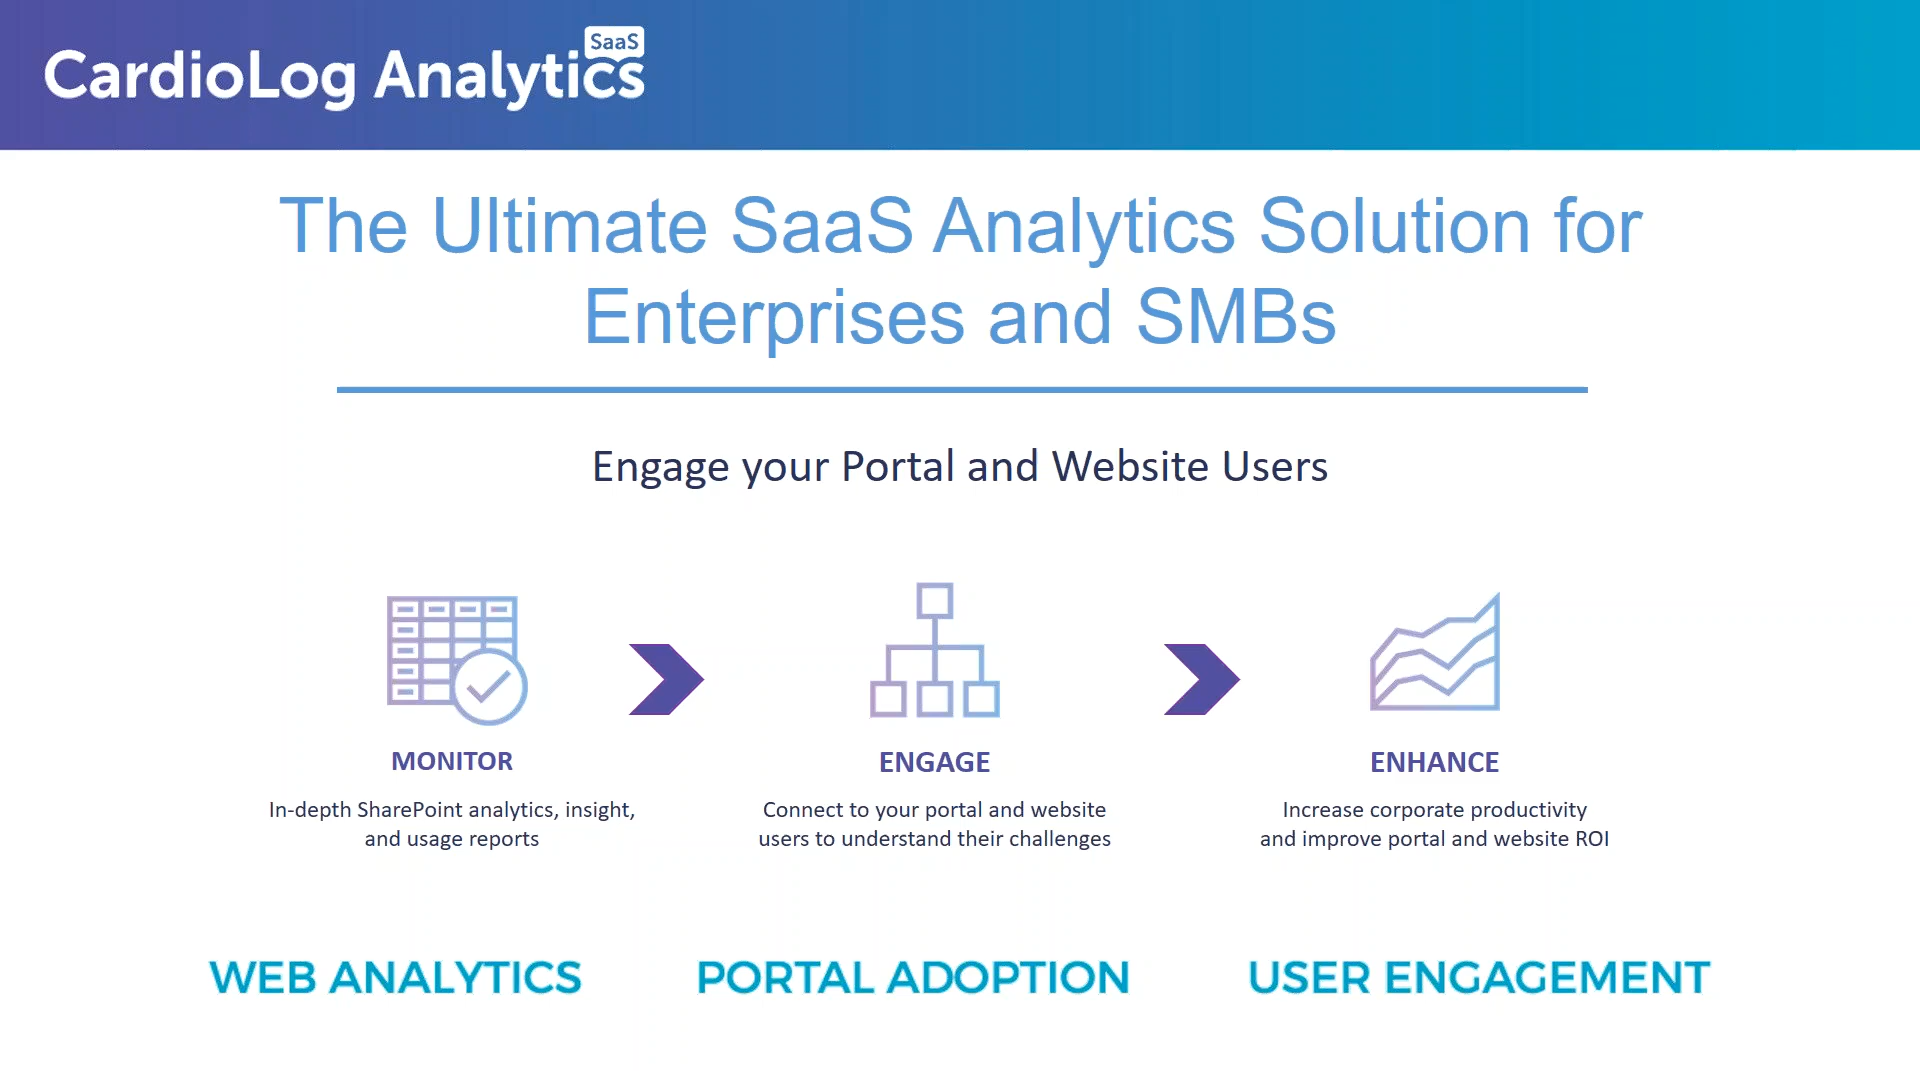 CardioLog Analytics
SaaS
The Ultimate SaaS Analytics Solution for
Enterprises and SMBs
Engage your Portal and Website Users
MONITOR
In-depth SharePoint analytics, insight,
and usage reports
ENGAGE
Connect to your portal and website
users to understand their challenges
ENHANCE
Increase corporate productivity
and improve portal and website ROI
WEB ANALYTICS
PORTAL ADOPTION
USER ENGAGEMENT